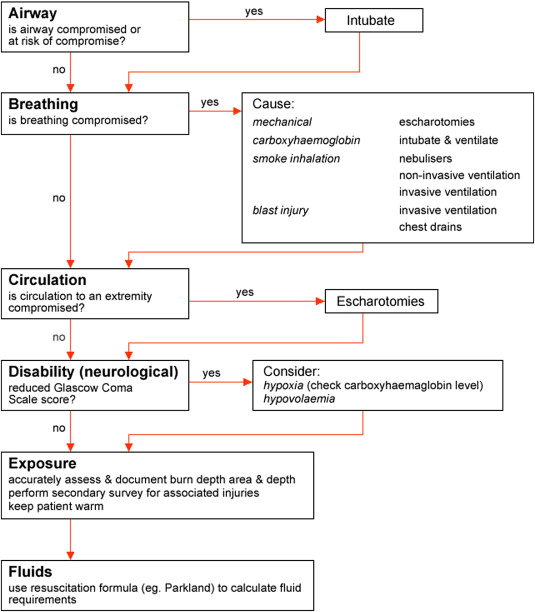 Airway
is airway compromised or
at risk of compromise?
yes
Intubate
no
Breathing
is breathing compromised?
yes
Cause:
mechanical escharotomies
carboxyhaemoglobin intubate & ventilate
smoke inhalation nebulisers
non-invasive ventilation
invasive ventilation
blast injury invasive ventilation
chest drains
no
Circulation
is circulation to an extremity
compromised?
yes
Escharotomies
no
Disability (neurological)
reduced Glascow Coma
Scale score?
yes
Consider:
hypoxia (check carboxyhaemaglobin level)
hypovolaemia
no
Exposure
accurately assess & document burn depth area & depth
perform secondary survey for associated injuries
keep patient warm
Fluids
use resuscitation formula (eg. Parkland) to calculate fluid
requirements